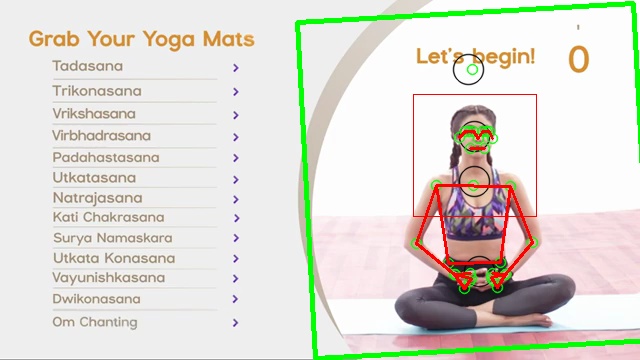 Grab Your Yoga Mats
Tadasana
Trikonasana
Vrikshasana
Virbhadrasana
Padahastasana
Utkatasana
Natrajasana
Kati Chakrasana
Surya Namaskara
Utkata Konasana
Vayunishkasana
Dwikonasana
Om Chanting
Let's begin!
0